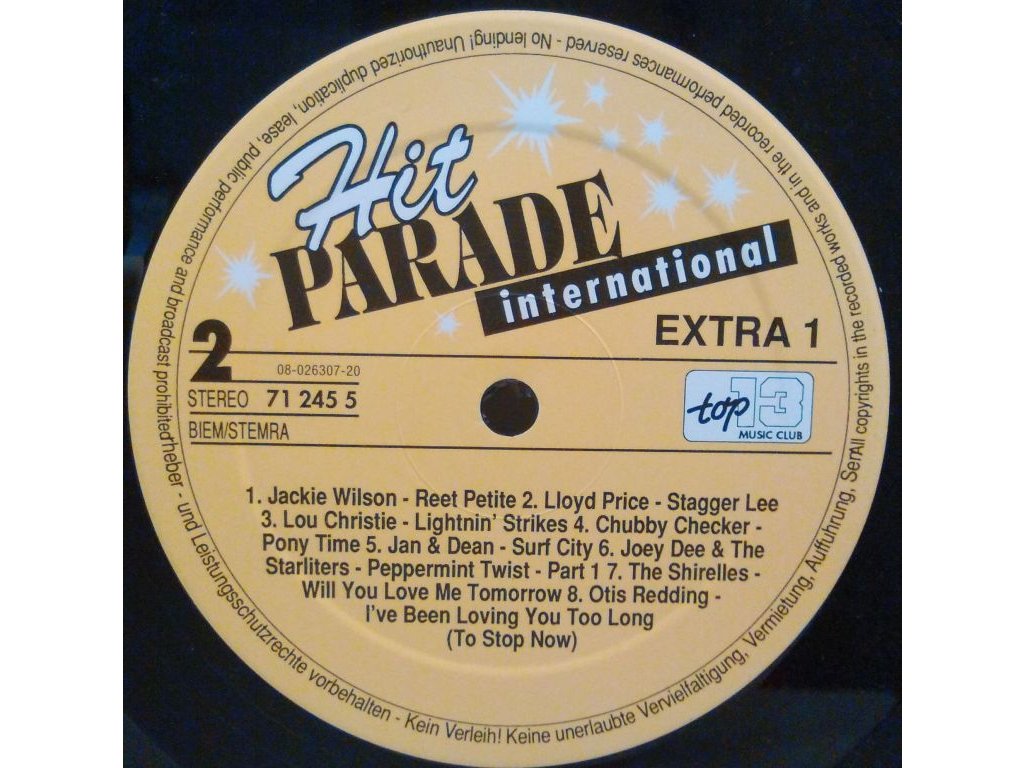 Hit
PARADE
international
EXTRA 1
2
08-026307-20
STEREO 71 245 5
BIEM/STEMRA
top 13
MUSIC CLUB
1. Jackie Wilson - Reet Petite 2. Lloyd Price - Stagger Lee
3. Lou Christie - Lightnin' Strikes 4. Chubby Checker -
Pony Time 5. Jan & Dean - Surf City 6. Joey Dee & The
Starliters - Peppermint Twist - Part 1 7. The Shirelles -
Will You Love Me Tomorrow 8. Otis Redding -
I've Been Loving You Too Long
(To Stop Now)
All copyrights in the recorded works and in the recorded performances reserved - No lending! Unauthorized duplication, lease, public performance and broadcast prohibited
heber - und Leistungsschutzrechte vorbehalten - Kein Verleih! Keine unerlaubte Vervielfaltigung, Vermietung, Aufführung, Ser